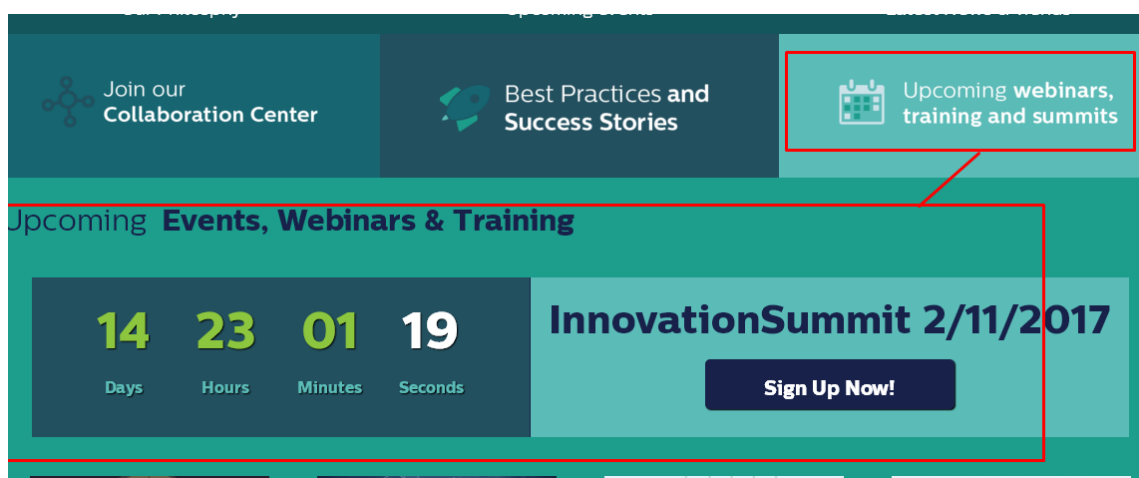 Join our
Collaboration Center
Best Practices and
Success Stories
Upcoming webinars,
training and summits
Upcoming Events, Webinars & Training
14 23 01 19
Days Hours Minutes Seconds
InnovationSummit 2/11/2017
Sign Up Now!